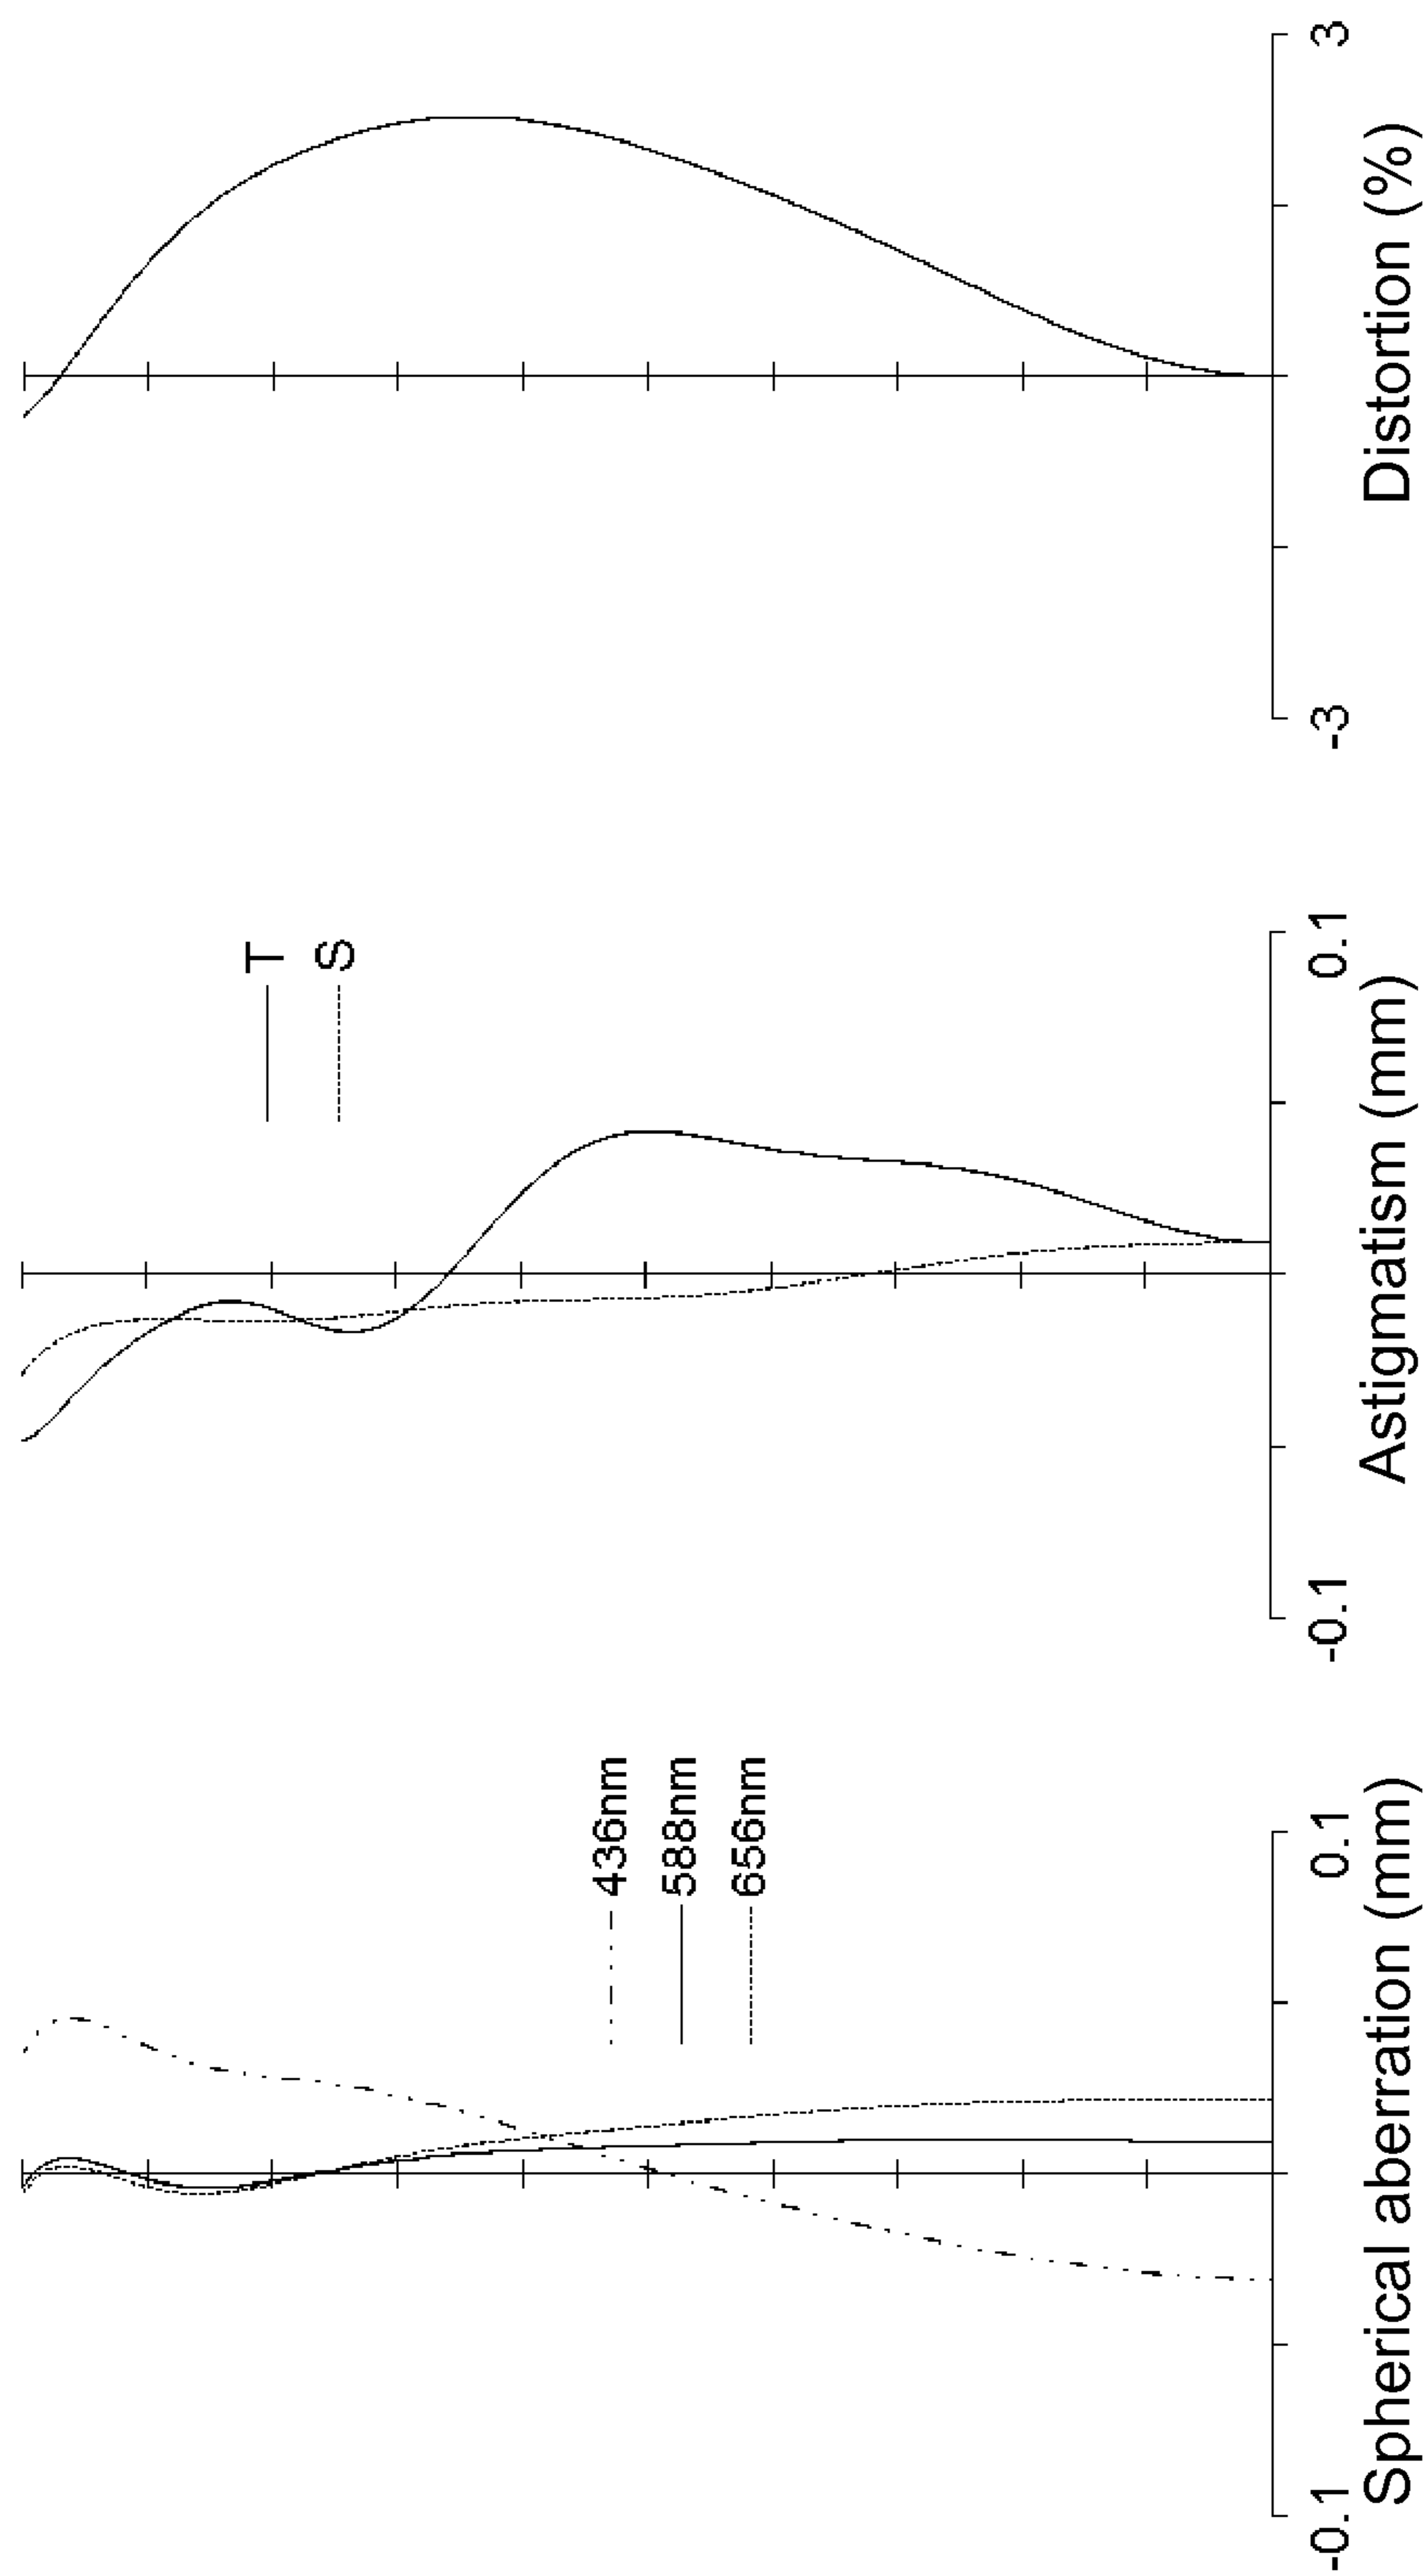 436nm
588nm
656nm
-0.1
0.1
Spherical aberration (mm)
T
S
-0.1
0.1
Astigmatism (mm)
-3
3
Distortion (%)